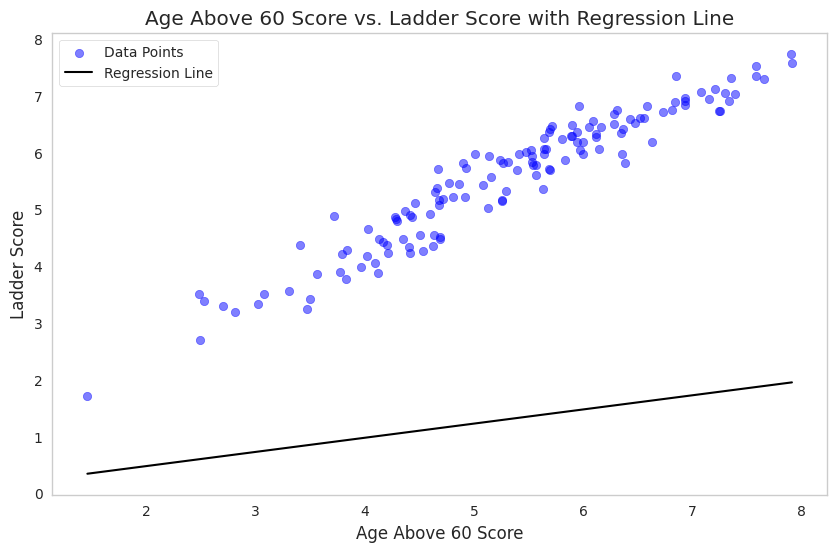 Age Above 60 Score vs. Ladder Score with Regression Line
Data Points
Regression Line
8
7
6
5
4
3
2
1
0
Ladder Score
2 3 4 5 6 7 8
Age Above 60 Score